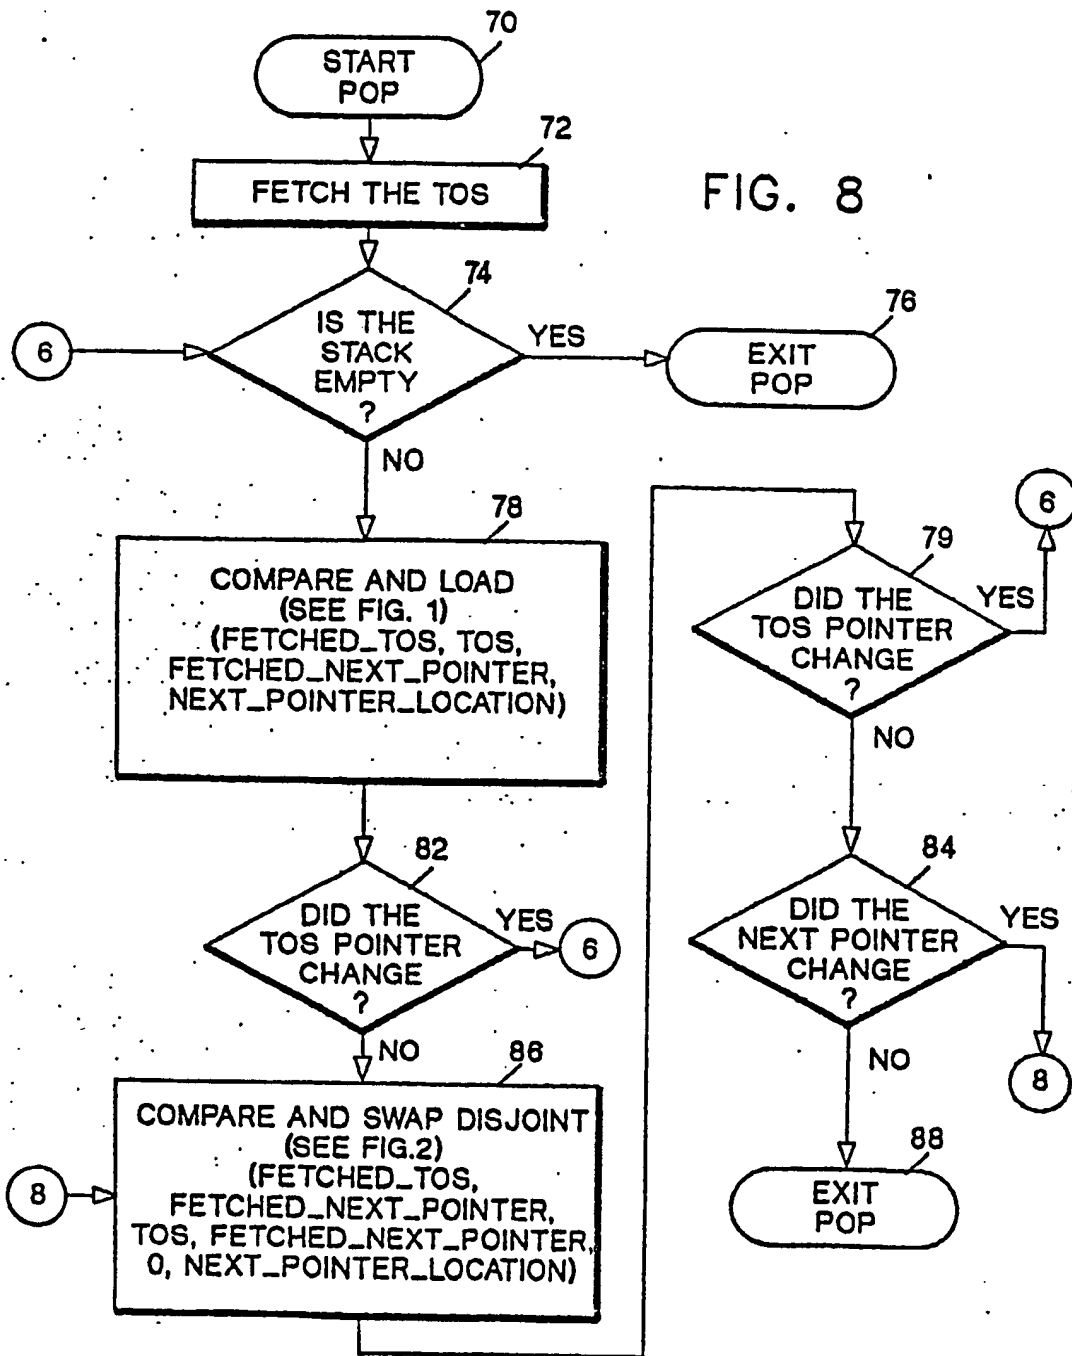 70
START
POP
72
FETCH THE TOS
FIG. 8
74
IS THE
STACK
EMPTY
?
6
YES
76
EXIT
POP
NO
78
COMPARE AND LOAD
(SEE FIG. 1)
(FETCHED_TOS, TOS,
FETCHED_NEXT_POINTER,
NEXT_POINTER_LOCATION)
82
DID THE
TOS POINTER
CHANGE
?
YES
6
NO
86
COMPARE AND SWAP DISJOINT
(SEE FIG.2)
(FETCHED_TOS,
FETCHED_NEXT_POINTER,
TOS, FETCHED_NEXT_POINTER,
0, NEXT_POINTER_LOCATION)
8
6
79
DID THE
TOS POINTER
CHANGE
?
YES
NO
84
DID THE
NEXT POINTER
CHANGE
?
YES
8
NO
88
EXIT
POP